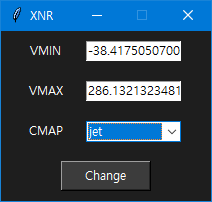 XNR
VMIN -38.4175050700
VMAX 286.1321323481
CMAP jet
Change